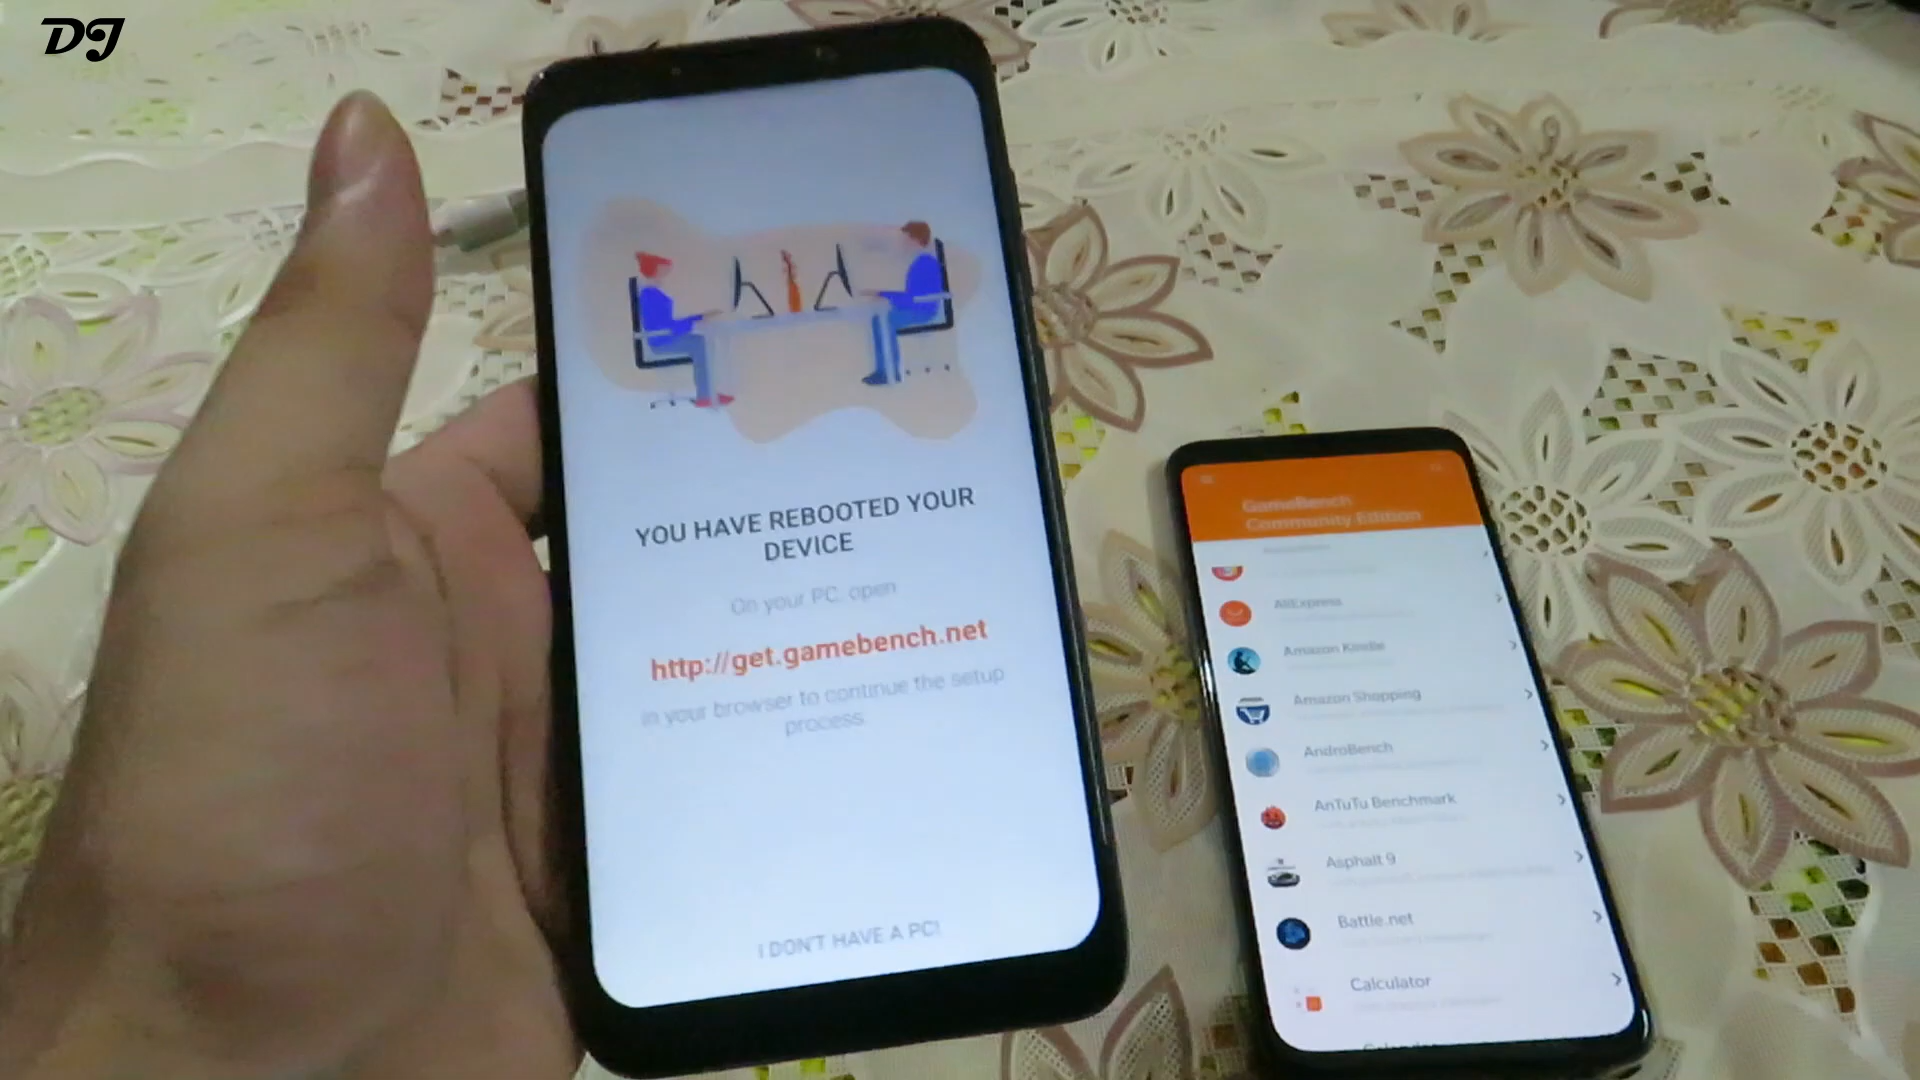 DJ
YOU HAVE REBOOTED YOUR
DEVICE
On your PC, open
http://get.gamebench.net
in your browser to continue the setup
process.
I DON'T HAVE A PC!
GameBench
Community Edition
AliExpress
Amazon Kindle
Amazon Shopping
AndroBench
AnTuTu Benchmark
Asphalt 9
Battle.net
Calculator